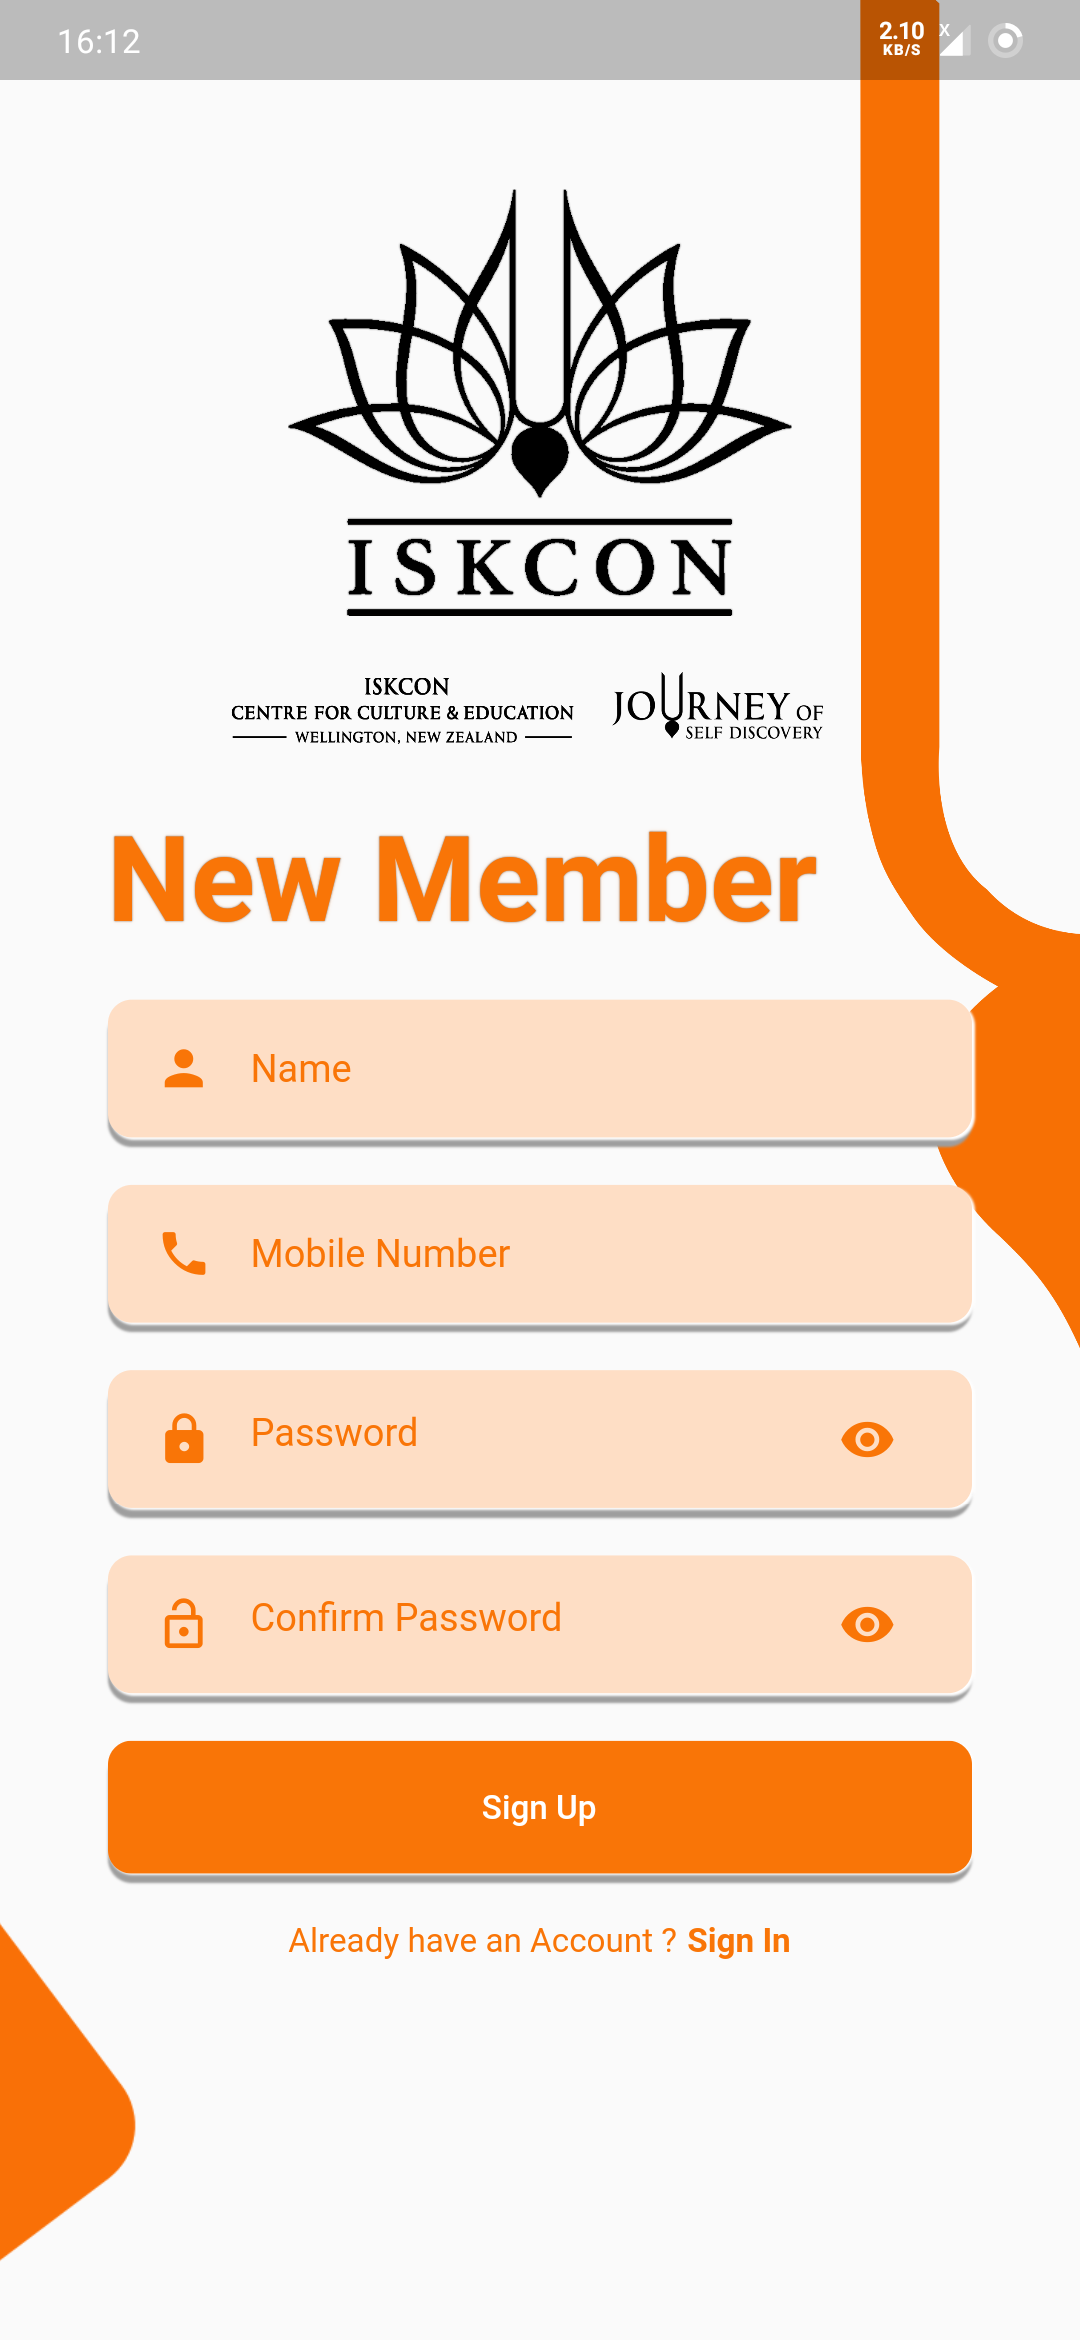 16:12
2.10
KB/S
x
ISKCON
ISKCON
CENTRE FOR CULTURE & EDUCATION
WELLINGTON, NEW ZEALAND
JOURNEY OF
SELF DISCOVERY
New Member
Name
Mobile Number
Password
Confirm Password
Sign Up
Already have an Account ? Sign In